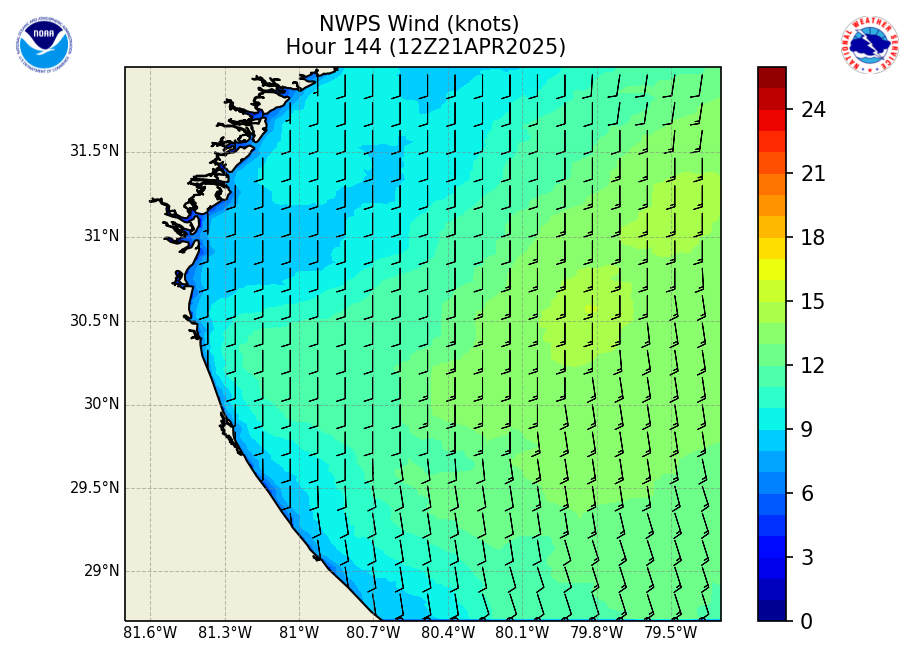 NWPS Wind (knots)
Hour 144 (12Z21APR2025)
NOAA
NATIONAL WEATHER SERVICE
31.5°N
31°N
30.5°N
30°N
29.5°N
29°N
81.6°W 81.3°W 81°W 80.7°W 80.4°W 80.1°W 79.8°W 79.5°W
24
21
18
15
12
9
6
3
0